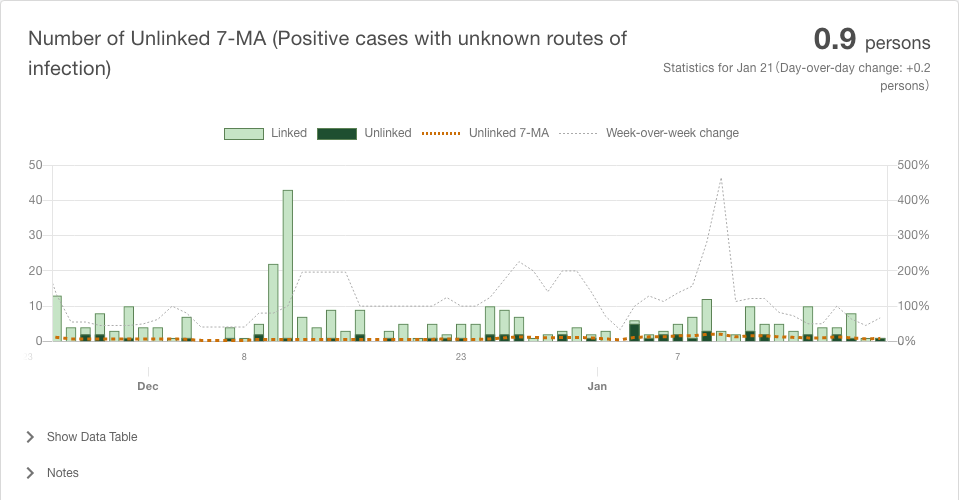 Number of Unlinked 7-MA (Positive cases with unknown routes of
infection)
0.9 persons
Statistics for Jan 21(Day-over-day change: +0.2
persons)
Linked Unlinked Unlinked 7-MA Week-over-week change
50 500%
40 400%
30 300%
20 200%
10 100%
0 0%
3 8 23 7
Dec Jan
Show Data Table
Notes